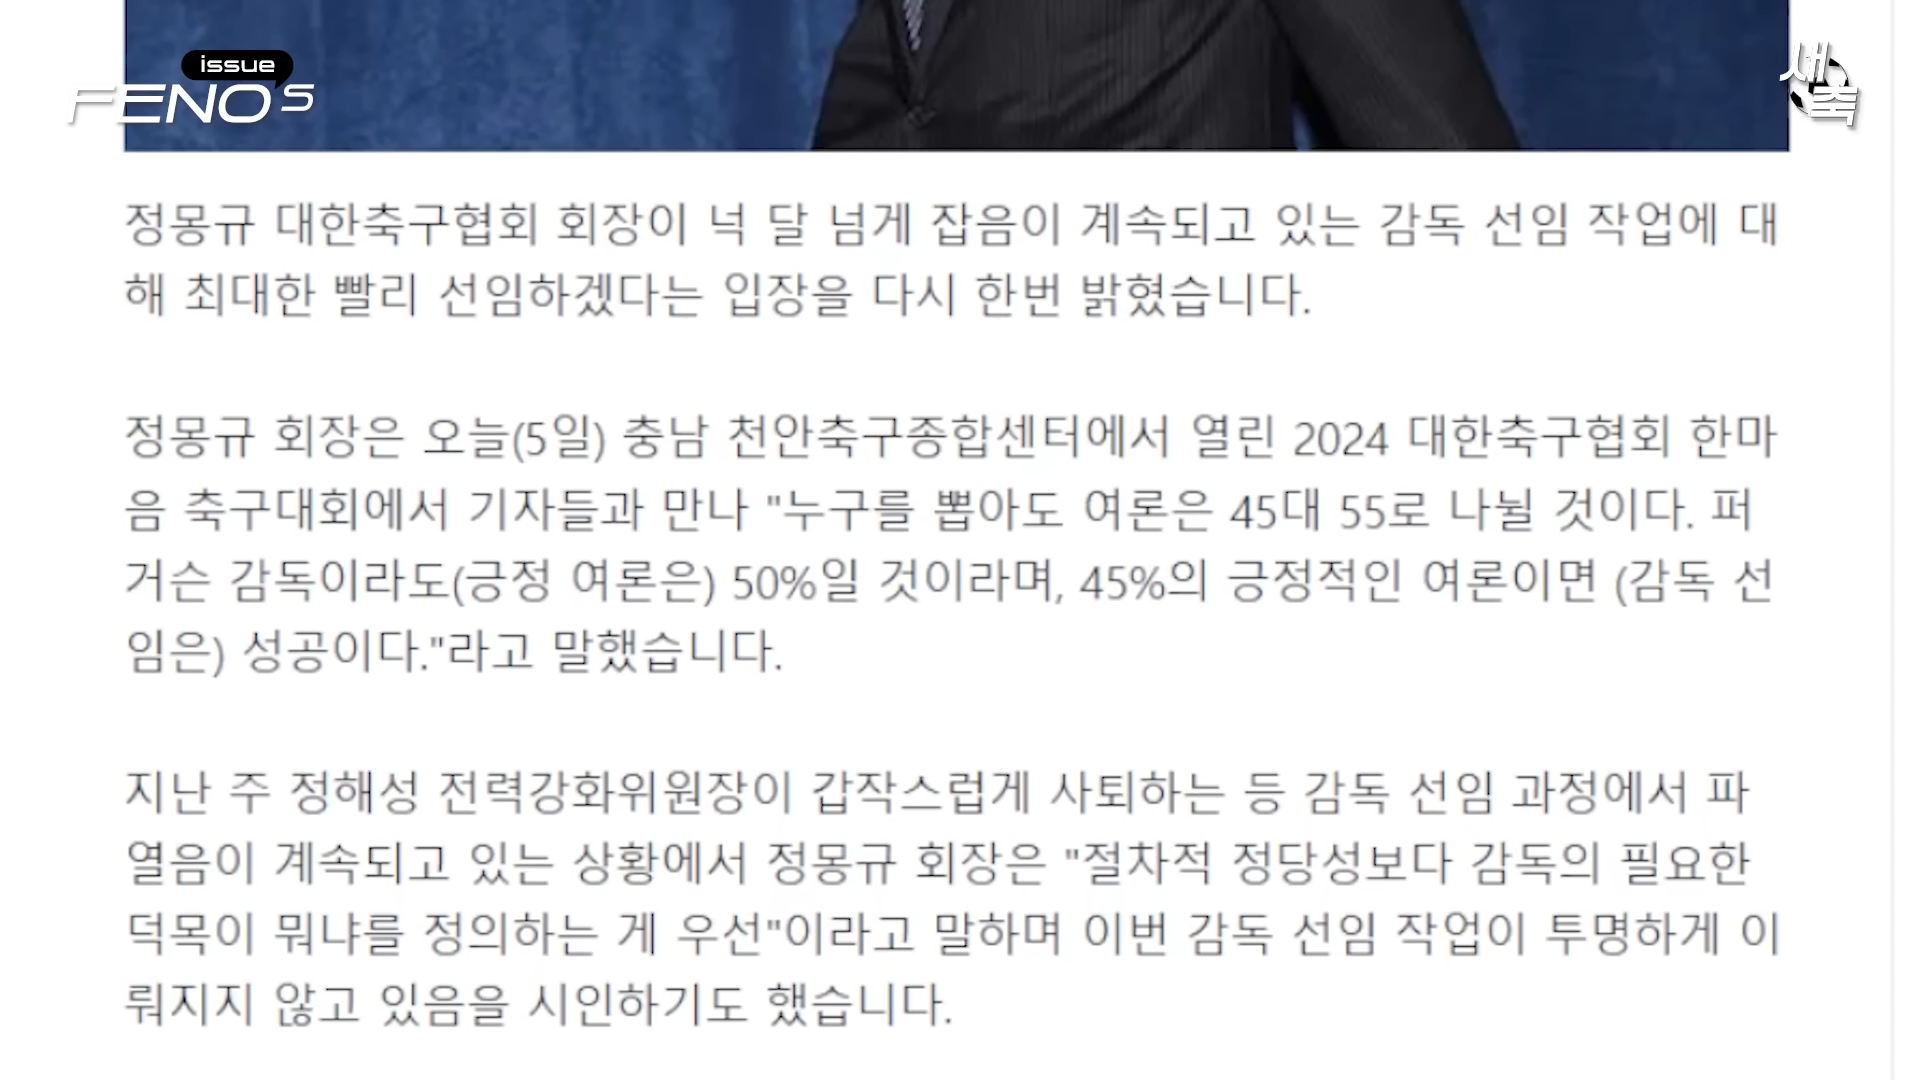 issue
FENO 5
새축
정몽규 대한축구협회 회장이 넉 달 넘게 잡음이 계속되고 있는 감독 선임 작업에 대
해 최대한 빨리 선임하겠다는 입장을 다시 한번 밝혔습니다.
정몽규 회장은 오늘(5일) 충남 천안축구종합센터에서 열린 2024 대한축구협회 한마
음 축구대회에서 기자들과 만나 "누구를 뽑아도 여론은 45대 55로 나뉠 것이다. 퍼
거슨 감독이라도(긍정 여론은) 50%일 것이라며, 45%의 긍정적인 여론이면 (감독 선
임은) 성공이다."라고 말했습니다.
지난 주 정해성 전력강화위원장이 갑작스럽게 사퇴하는 등 감독 선임 과정에서 파
열음이 계속되고 있는 상황에서 정몽규 회장은 "절차적 정당성보다 감독의 필요한
덕목이 뭐냐를 정의하는 게 우선"이라고 말하며 이번 감독 선임 작업이 투명하게 이
뤄지지 않고 있음을 시인하기도 했습니다.